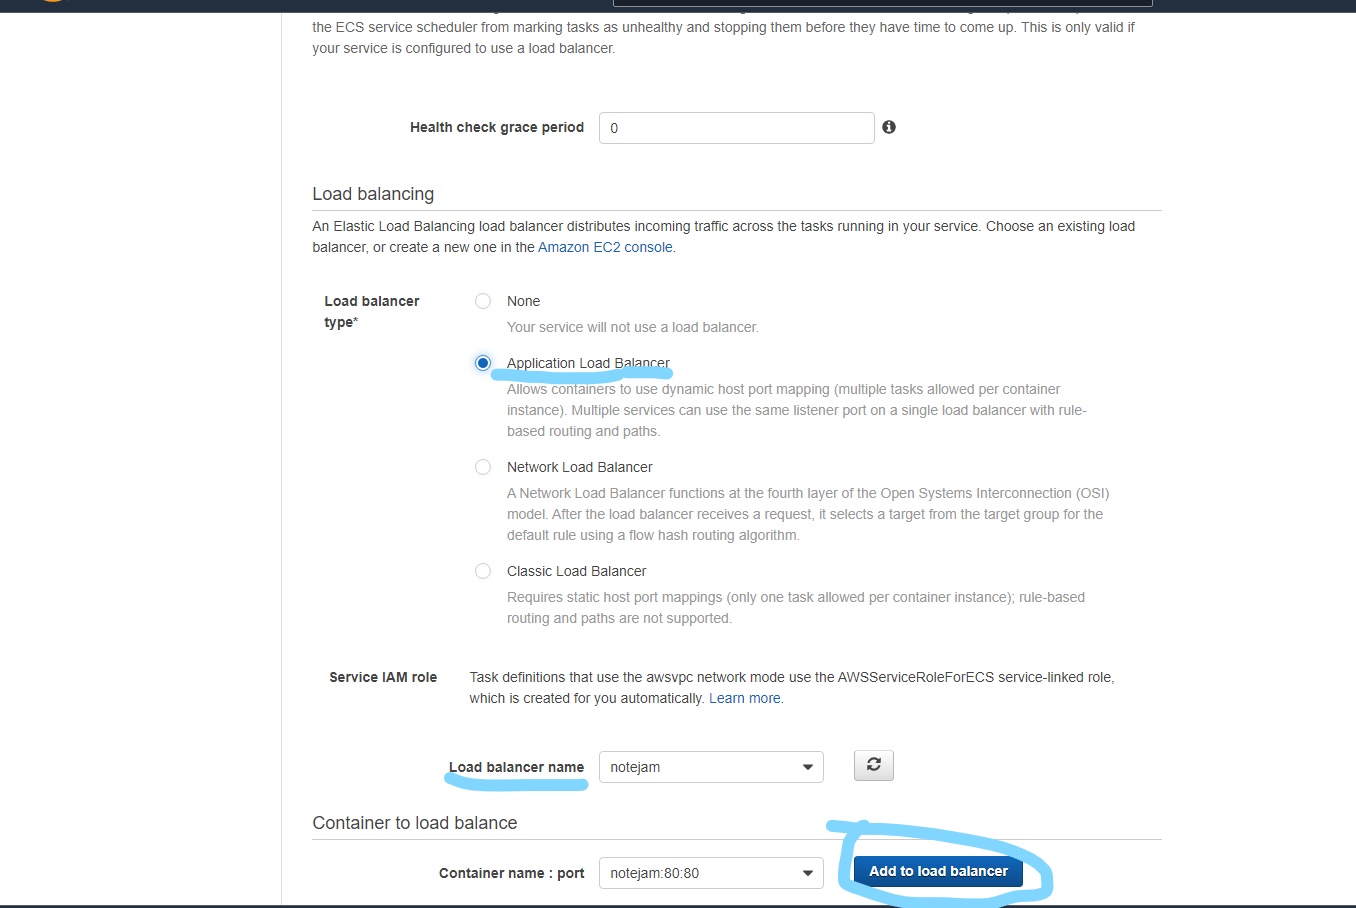 the ECS service scheduler from marking tasks as unhealthy and stopping them before they have time to come up. This is only valid if
your service is configured to use a load balancer.
Health check grace period 0
Load balancing
An Elastic Load Balancing load balancer distributes incoming traffic across the tasks running in your service. Choose an existing load
balancer, or create a new one in the Amazon EC2 console.
Load balancer
type*
None
Your service will not use a load balancer.
Application Load Balancer
Allows containers to use dynamic host port mapping (multiple tasks allowed per container
instance). Multiple services can use the same listener port on a single load balancer with rule-
based routing and paths.
Network Load Balancer
A Network Load Balancer functions at the fourth layer of the Open Systems Interconnection (OSI)
model. After the load balancer receives a request, it selects a target from the target group for the
default rule using a flow hash routing algorithm.
Classic Load Balancer
Requires static host port mappings (only one task allowed per container instance); rule-based
routing and paths are not supported.
Service IAM role
Task definitions that use the awsvpc network mode use the AWSServiceRoleForECS service-linked role,
which is created for you automatically. Learn more.
Load balancer name notejam
Container to load balance
Container name : port notejam:80:80 Add to load balancer